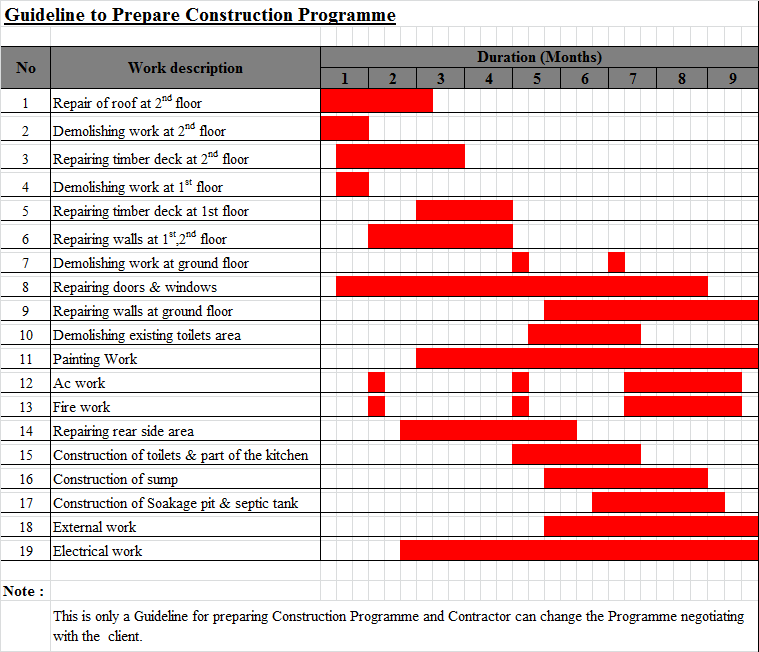 Guideline to Prepare Construction Programme
No Work description Duration (Months)
1 2 3 4 5 6 7 8 9
1 Repair of roof at 2nd floor
2 Demolishing work at 2nd floor
3 Repairing timber deck at 2nd floor
4 Demolishing work at 1st floor
5 Repairing timber deck at 1st floor
6 Repairing walls at 1st,2nd floor
7 Demolishing work at ground floor
8 Repairing doors & windows
9 Repairing walls at ground floor
10 Demolishing existing toilets area
11 Painting Work
12 Ac work
13 Fire work
14 Repairing rear side area
15 Construction of toilets & part of the kitchen
16 Construction of sump
17 Construction of Soakage pit & septic tank
18 External work
19 Electrical work
Note :
This is only a Guideline for preparing Construction Programme and Contractor can change the Programme negotiating
with the client.